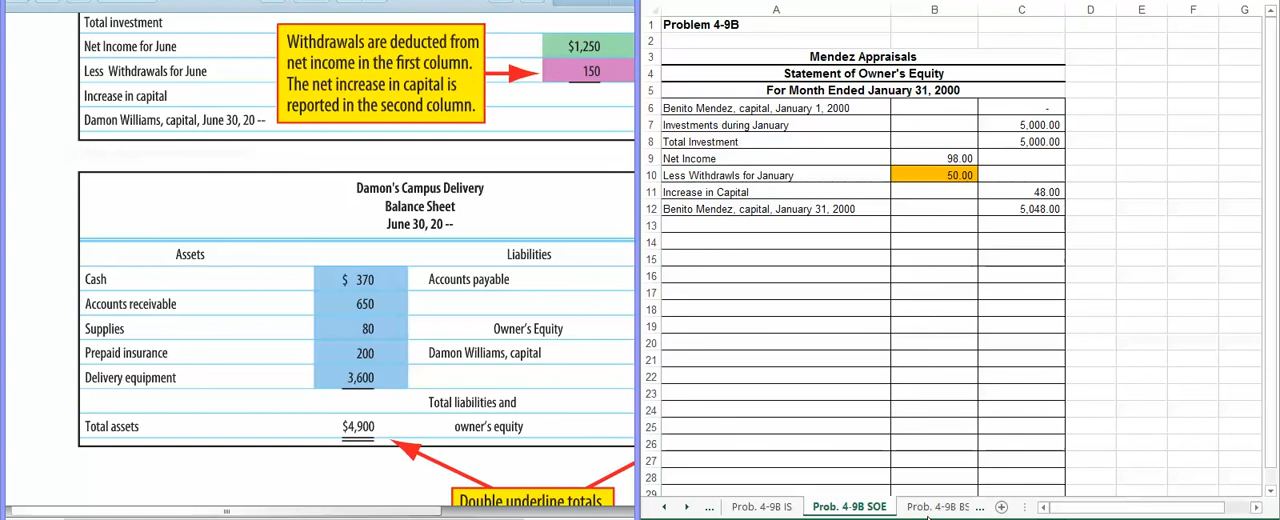 Total investment
Net Income for June $1,250
Less Withdrawals for June 150
Increase in capital
Damon Williams, capital, June 30, 20 --
Withdrawals are deducted from
net income in the first column.
The net increase in capital is
reported in the second column.
Damon's Campus Delivery
Balance Sheet
June 30, 20 --
Assets Liabilities
Cash $ 370 Accounts payable
Accounts receivable 650
Supplies 80 Owner's Equity
Prepaid insurance 200 Damon Williams, capital
Delivery equipment 3,600
Total liabilities and
Total assets $4,900 owner's equity
Double underline totals
A B C D E F G
1 Problem 4-9B
2
3 Mendez Appraisals
4 Statement of Owner's Equity
5 For Month Ended January 31, 2000
6 Benito Mendez, capital, January 1, 2000 -
7 Investments during January 5,000.00
8 Total Investment 5,000.00
9 Net Income 98.00
10 Less Withdrawls for January 50.00
11 Increase in Capital 48.00
12 Benito Mendez, capital, January 31, 2000 5,048.00
13
14
15
16
17
18
19
20
21
22
23
24
25
26
27
28
29
... Prob. 4-9B IS Prob. 4-9B SOE Prob. 4-9B BS ...